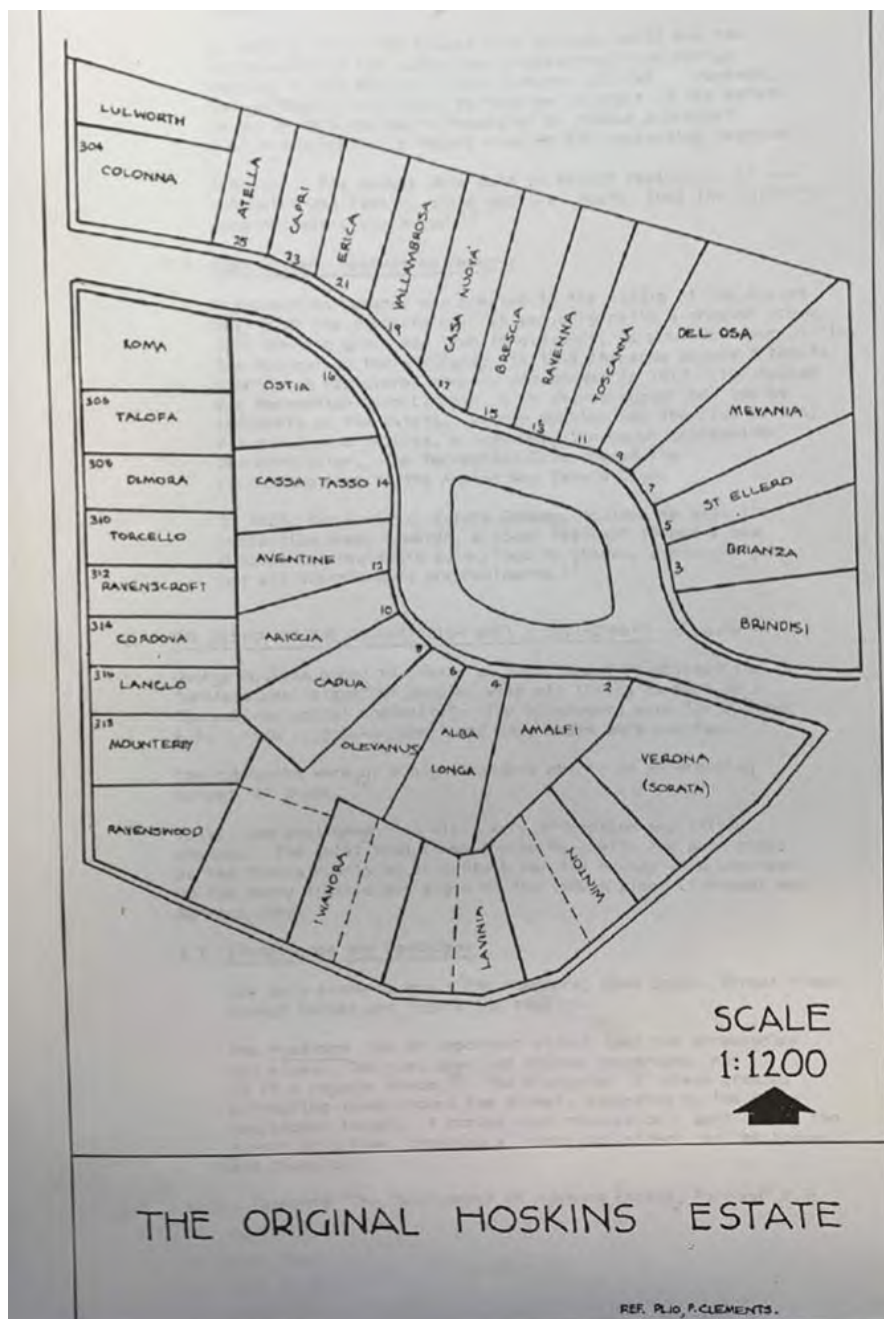 LULWORTH
304
COLONNA
25
ATELLA
23
CAPRI
21
ERICA
19
VALLAMBROSA
17
CASA NUOVA'
15
BRESCIA
13
RAVENNA
11
TOSCANNA
9
DEL OSA
7
MEVANIA
5
ST ELLERO
3
BRIANZA
BRINDISI
ROMA
306
TALOFA
308
DIMORA
310
TORCELLO
312
RAVENSCROFT
314
CORDOVA
316
LANGLO
318
MOUNTERBY
RAVENSWOOD
OSTIA
16
CASSA TASSO 14
AVENTINE
12
ARICCIA
10
CAPUA
8
OLEVANUS
6
ALBA
LONGA
4
AMALFI
2
VERONA
(SORATA)
IWANORA
LAVINIA
WINTON
SCALE
1:1200
THE ORIGINAL HOSKINS ESTATE
REF. PL10, P. CLEMENTS.